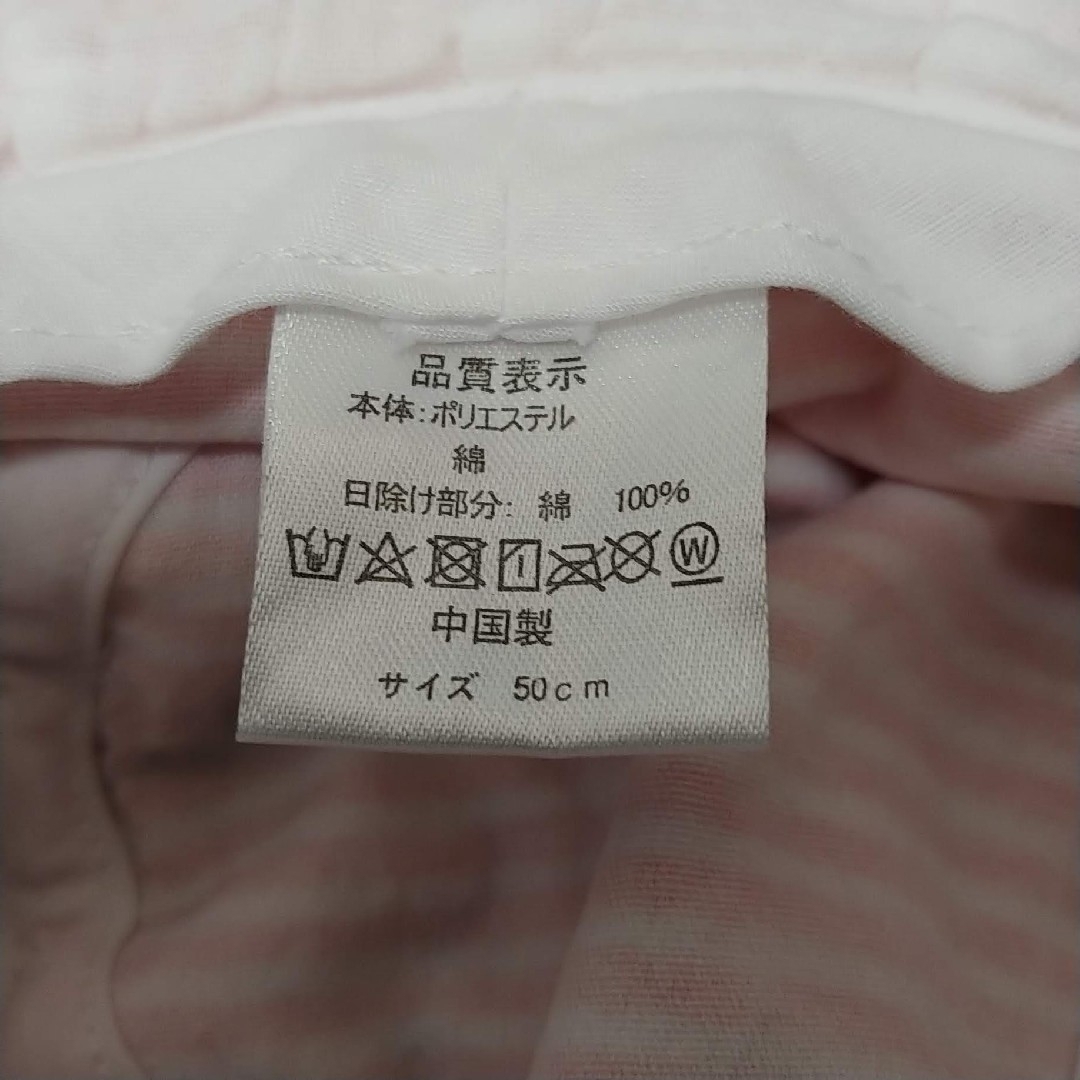 品質表示
本体:ポリエステル
綿
日除け部分: 綿 100%
W
中国製
サイズ 50cm